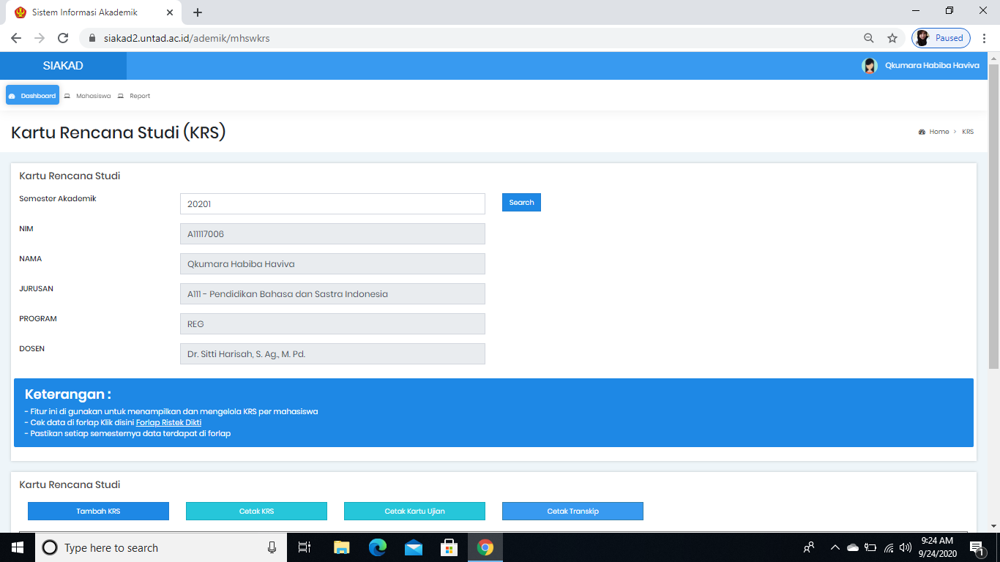 Sistem Informasi Akademik
siakad2.untad.ac.id/ademik/mhswkrs
Paused
SIAKAD
Qkumara Habiba Haviva
Dashboard Mahasiswa Report
Kartu Rencana Studi (KRS)
Home > KRS
Kartu Rencana Studi
Semester Akademik
20201
Search
NIM
A11117006
NAMA
Qkumara Habiba Haviva
JURUSAN
A111 - Pendidikan Bahasa dan Sastra Indonesia
PROGRAM
REG
DOSEN
Dr. Sitti Harisah, S. Ag., M. Pd.
Keterangan :
- Fitur ini di gunakan untuk menampilkan dan mengelola KRS per mahasiswa
- Cek data di forlap Klik disini Forlap Ristek Dikti
- Pastikan setiap semesternya data terdapat di forlap
Kartu Rencana Studi
Tambah KRS Cetak KRS Cetak Kartu Ujian Cetak Transkip
Type here to search
9:24 AM
9/24/2020
1